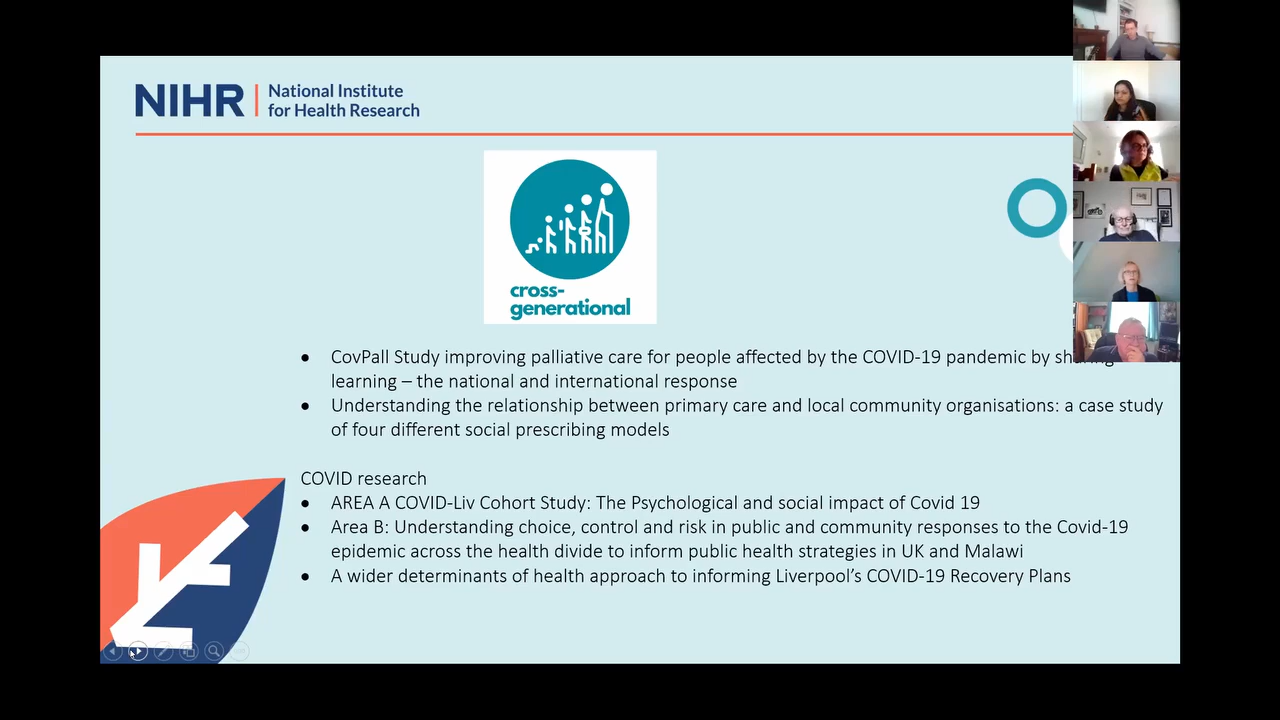 NIHR | National Institute
for Health Research
cross-
generational
• CovPall Study improving palliative care for people affected by the COVID-19 pandemic by sharing
learning – the national and international response
• Understanding the relationship between primary care and local community organisations: a case study
of four different social prescribing models
COVID research
• AREA A COVID-Liv Cohort Study: The Psychological and social impact of Covid 19
• Area B: Understanding choice, control and risk in public and community responses to the Covid-19
epidemic across the health divide to inform public health strategies in UK and Malawi
• A wider determinants of health approach to informing Liverpool’s COVID-19 Recovery Plans